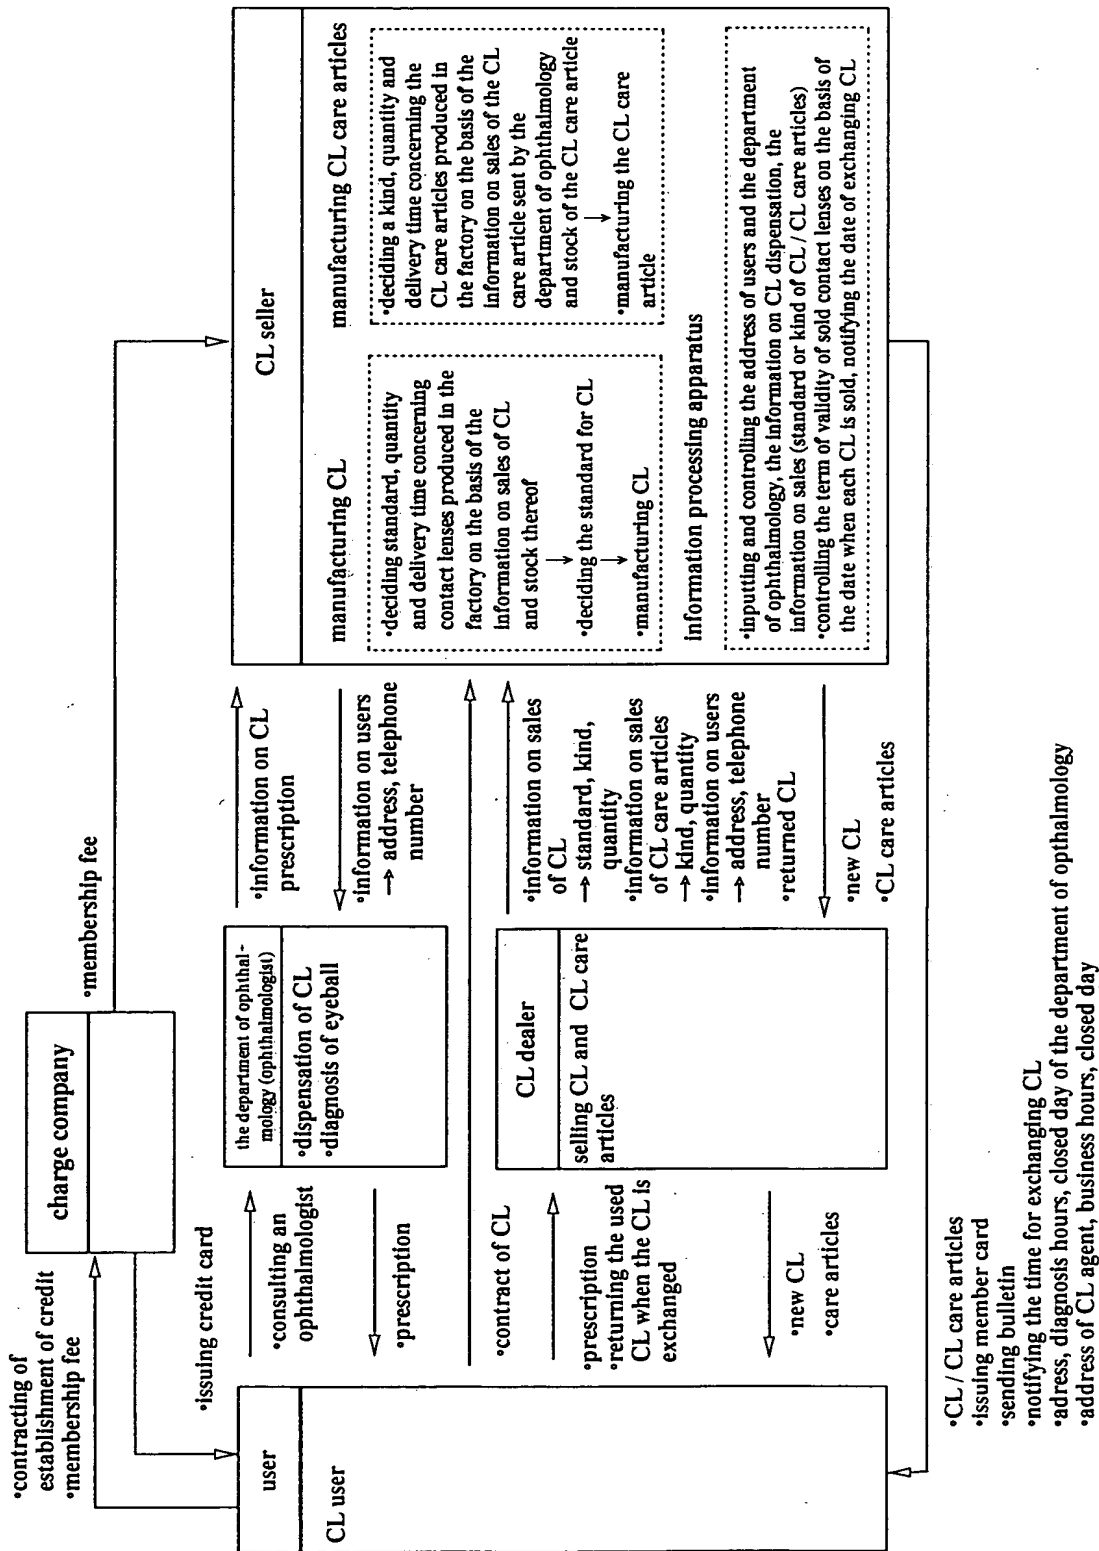 •contracting of
establishment of credit
•membership fee
charge company
•membership fee
•issuing credit card
user
CL user
•consulting an
ophthalmologist
•prescription
the department of ophthal-
mology (ophthalmologist)
•dispensation of CL
•diagnosis of eyeball
•information on CL
prescription
•information on users
→ address, telephone
number
•contract of CL
•prescription
•returning the used
CL when the CL is
exchanged
•new CL
•care articles
CL dealer
selling CL and CL care
articles
•information on sales
of CL
→ standard, kind,
quantity
•information on sales
of CL care articles
→ kind, quantity
•information on users
→ address, telephone
number
•returned CL
•new CL
•CL care articles
CL seller
manufacturing CL
•deciding standard, quantity
and delivery time concerning
contact lenses produced in the
factory on the basis of the
information on sales of CL
and stock thereof
•deciding the standard for CL
•manufacturing CL
manufacturing CL care articles
•deciding a kind, quantity and
delivery time concerning the
CL care articles produced in
the factory on the basis of the
information on sales of the CL
care article sent by the
department of ophthalmology
and stock of the CL care article
•manufacturing the CL care
article
information processing apparatus
•inputing and controlling the address of users and the department
of ophthalmology, the information on CL dispensation, the
information on sales (standard or kind of CL / CL care articles)
•controlling the term of validity of sold contact lenses on the basis of
the date when each CL is sold, notifying the date of exchanging CL
•CL / CL care articles
•issuing member card
•sending bulletin
•notifying the time for exchanging CL
•adress, diagnosis hours, closed day of the department of opthalmology
•address of CL agent, business hours, closed day